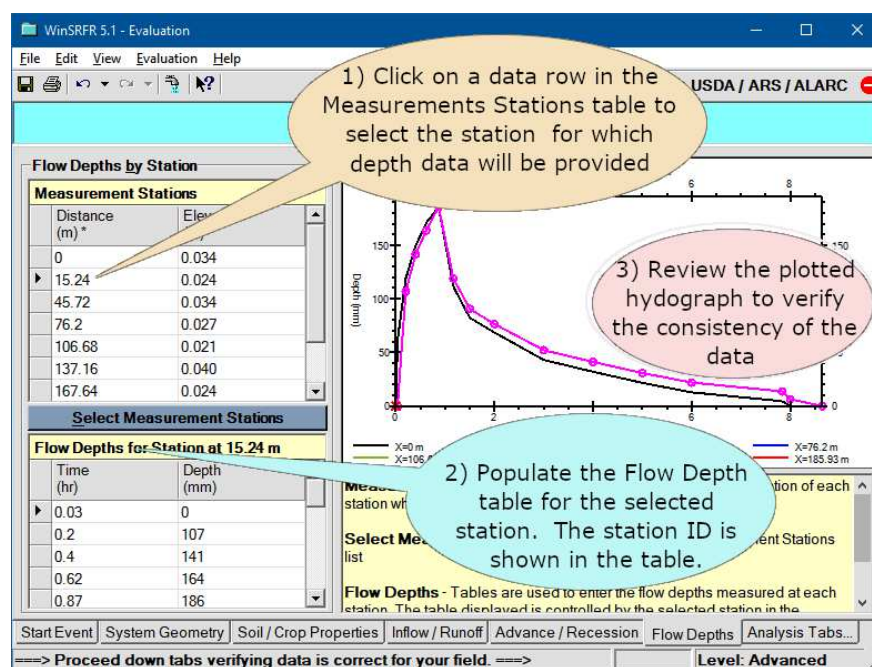 WinSRFR 5.1 - Evaluation
File Edit View Evaluation Help
USDA / ARS / ALARC
1) Click on a data row in the
Measurements Stations table to
select the station for which
depth data will be provided
Flow Depths by Station
Measurement Stations
Distance
(m) *
0 0.034
15.24 0.024
45.72 0.034
76.2 0.027
106.68 0.021
137.16 0.040
167.64 0.024
Select Measurement Stations
Flow Depths for Station at 15.24 m
Time Depth
(hr) (mm)
0.03 0
0.2 107
0.4 141
0.62 164
0.87 186
6 8
150 150
100
50
0 0
0 2 4 6 8
Depth (mm)
3) Review the plotted
hydrograph to verify
the consistency of the
data
X=0 m X=76.2 m
X=185.93 m
2) Populate the Flow Depth
table for the selected
station. The station ID is
shown in the table.
tion of each
station
Select
Stations
list
Flow Depths - Tables are used to enter the flow depths measured at each
station. The table displayed is controlled by the selected station in the
Start Event System Geometry Soil / Crop Properties Inflow / Runoff Advance / Recession Flow Depths Analysis Tabs...
===> Proceed down tabs verifying data is correct for your field. ===> Level: Advanced